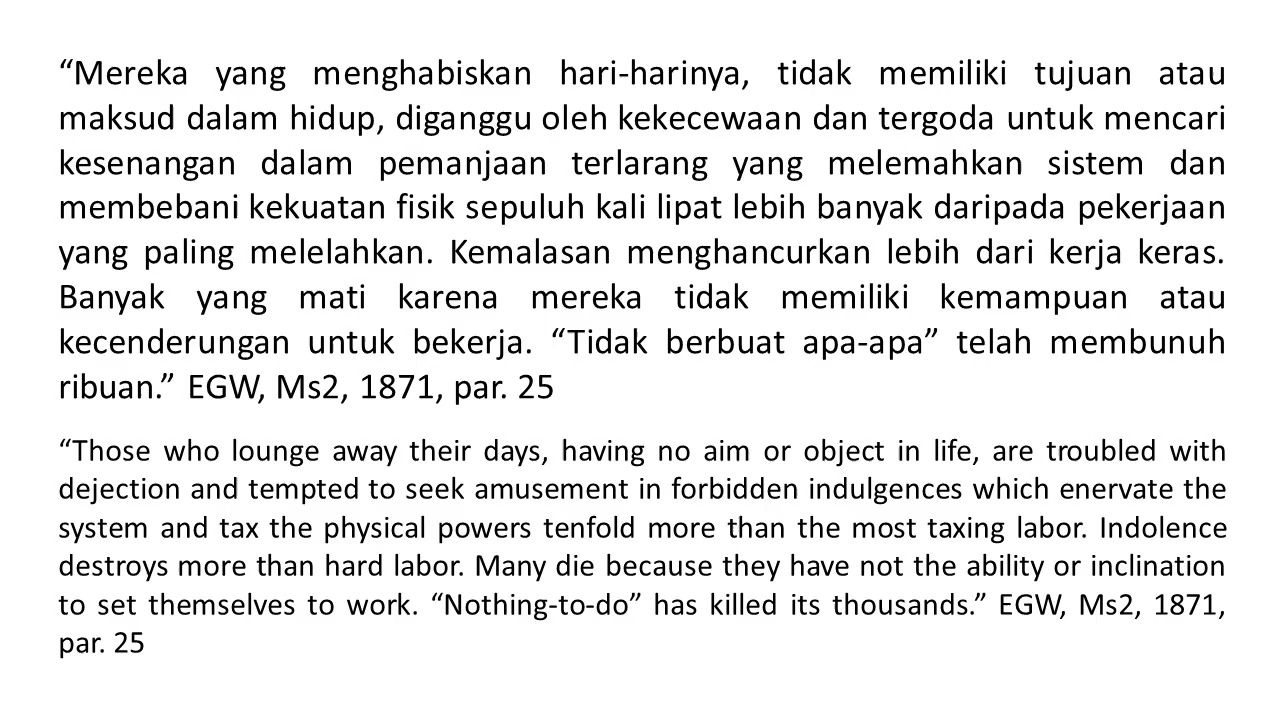 “Mereka yang menghabiskan hari-harinya, tidak memiliki tujuan atau
maksud dalam hidup, diganggu oleh kekecewaan dan tergoda untuk mencari
kesenangan dalam pemanjaan terlarang yang melemahkan sistem dan
membebani kekuatan fisik sepuluh kali lipat lebih banyak daripada pekerjaan
yang paling melelahkan. Kemalasan menghancurkan lebih dari kerja keras.
Banyak yang mati karena mereka tidak memiliki kemampuan atau
kecenderungan untuk bekerja. “Tidak berbuat apa-apa” telah membunuh
ribuan.” EGW, Ms2, 1871, par. 25
“Those who lounge away their days, having no aim or object in life, are troubled with
dejection and tempted to seek amusement in forbidden indulgences which enervate the
system and tax the physical powers tenfold more than the most taxing labor. Indolence
destroys more than hard labor. Many die because they have not the ability or inclination
to set themselves to work. “Nothing-to-do” has killed its thousands.” EGW, Ms2, 1871,
par. 25